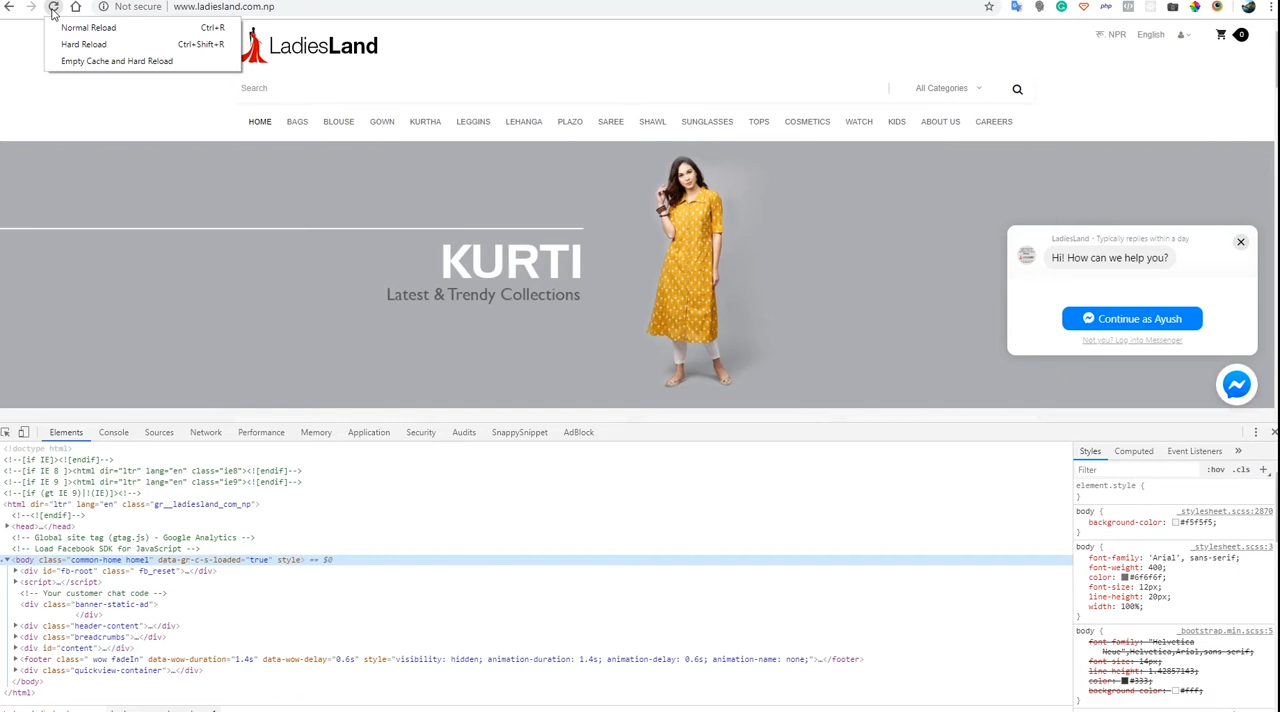 Not secure www.ladiesland.com.np
Normal Reload Ctrl+R
Hard Reload Ctrl+Shift+R
Empty Cache and Hard Reload
LadiesLand
NPR English 0
Search All Categories
HOME BAGS BLOUSE GOWN KURTHA LEGGINS LEHANGA PLAZO SAREE SHAWL SUNGLASSES TOPS COSMETICS WATCH KIDS ABOUT US CAREERS
KURTI
Latest & Trendy Collections
LadiesLand - Typically replies within a day
Hi! How can we help you?
Continue as Ayush
Not you? Log into Messenger
Elements Console Sources Network Performance Memory Application Security Audits SnappySnippet AdBlock
<!doctype html>
<!--[if IE]><![endif]-->
<!--[if IE 8 ]><html dir="ltr" lang="en" class="ie8"><![endif]-->
<!--[if IE 9 ]><html dir="ltr" lang="en" class="ie9"><![endif]-->
<!--[if (gt IE 9)|!(IE)]><!-->
<html dir="ltr" lang="en" class="gr__ladiesland_com_np">
<!--<![endif]-->
<head>…</head>
<!-- Global site tag (gtag.js) - Google Analytics -->
<!-- Load Facebook SDK for JavaScript -->
<body class="common-home home1" data-gr-c-s-loaded="true" style> == $0
<div id="fb-root" class=" fb_reset">…</div>
<script>…</script>
<!-- Your customer chat code -->
<div class="banner-static-ad">
</div>
<div class="header-content">…</div>
<div class="breadcrumbs">…</div>
<div id="content">…</div>
<footer class=" wow fadeIn" data-wow-duration="1.4s" data-wow-delay="0.6s" style="visibility: hidden; animation-duration: 1.4s; animation-delay: 0.6s; animation-name: none;">…</footer>
<div class="quickview-container">…</div>
</body>
</html>
Styles Computed Event Listeners »
Filter :hov .cls +
element.style {
}
body { _stylesheet.scss:2870
background-color: #f5f5f5;
}
body { _stylesheet.scss:3
font-family: 'Arial', sans-serif;
font-weight: 400;
color: #6f6f6f;
font-size: 12px;
line-height: 20px;
width: 100%;
}
body { _bootstrap.min.scss:5
font-family: "Helvetica
Neue",Helvetica,Arial,sans-serif;
font-size: 14px;
line-height: 1.42857143;
color: #333;
background-color: #fff;
}